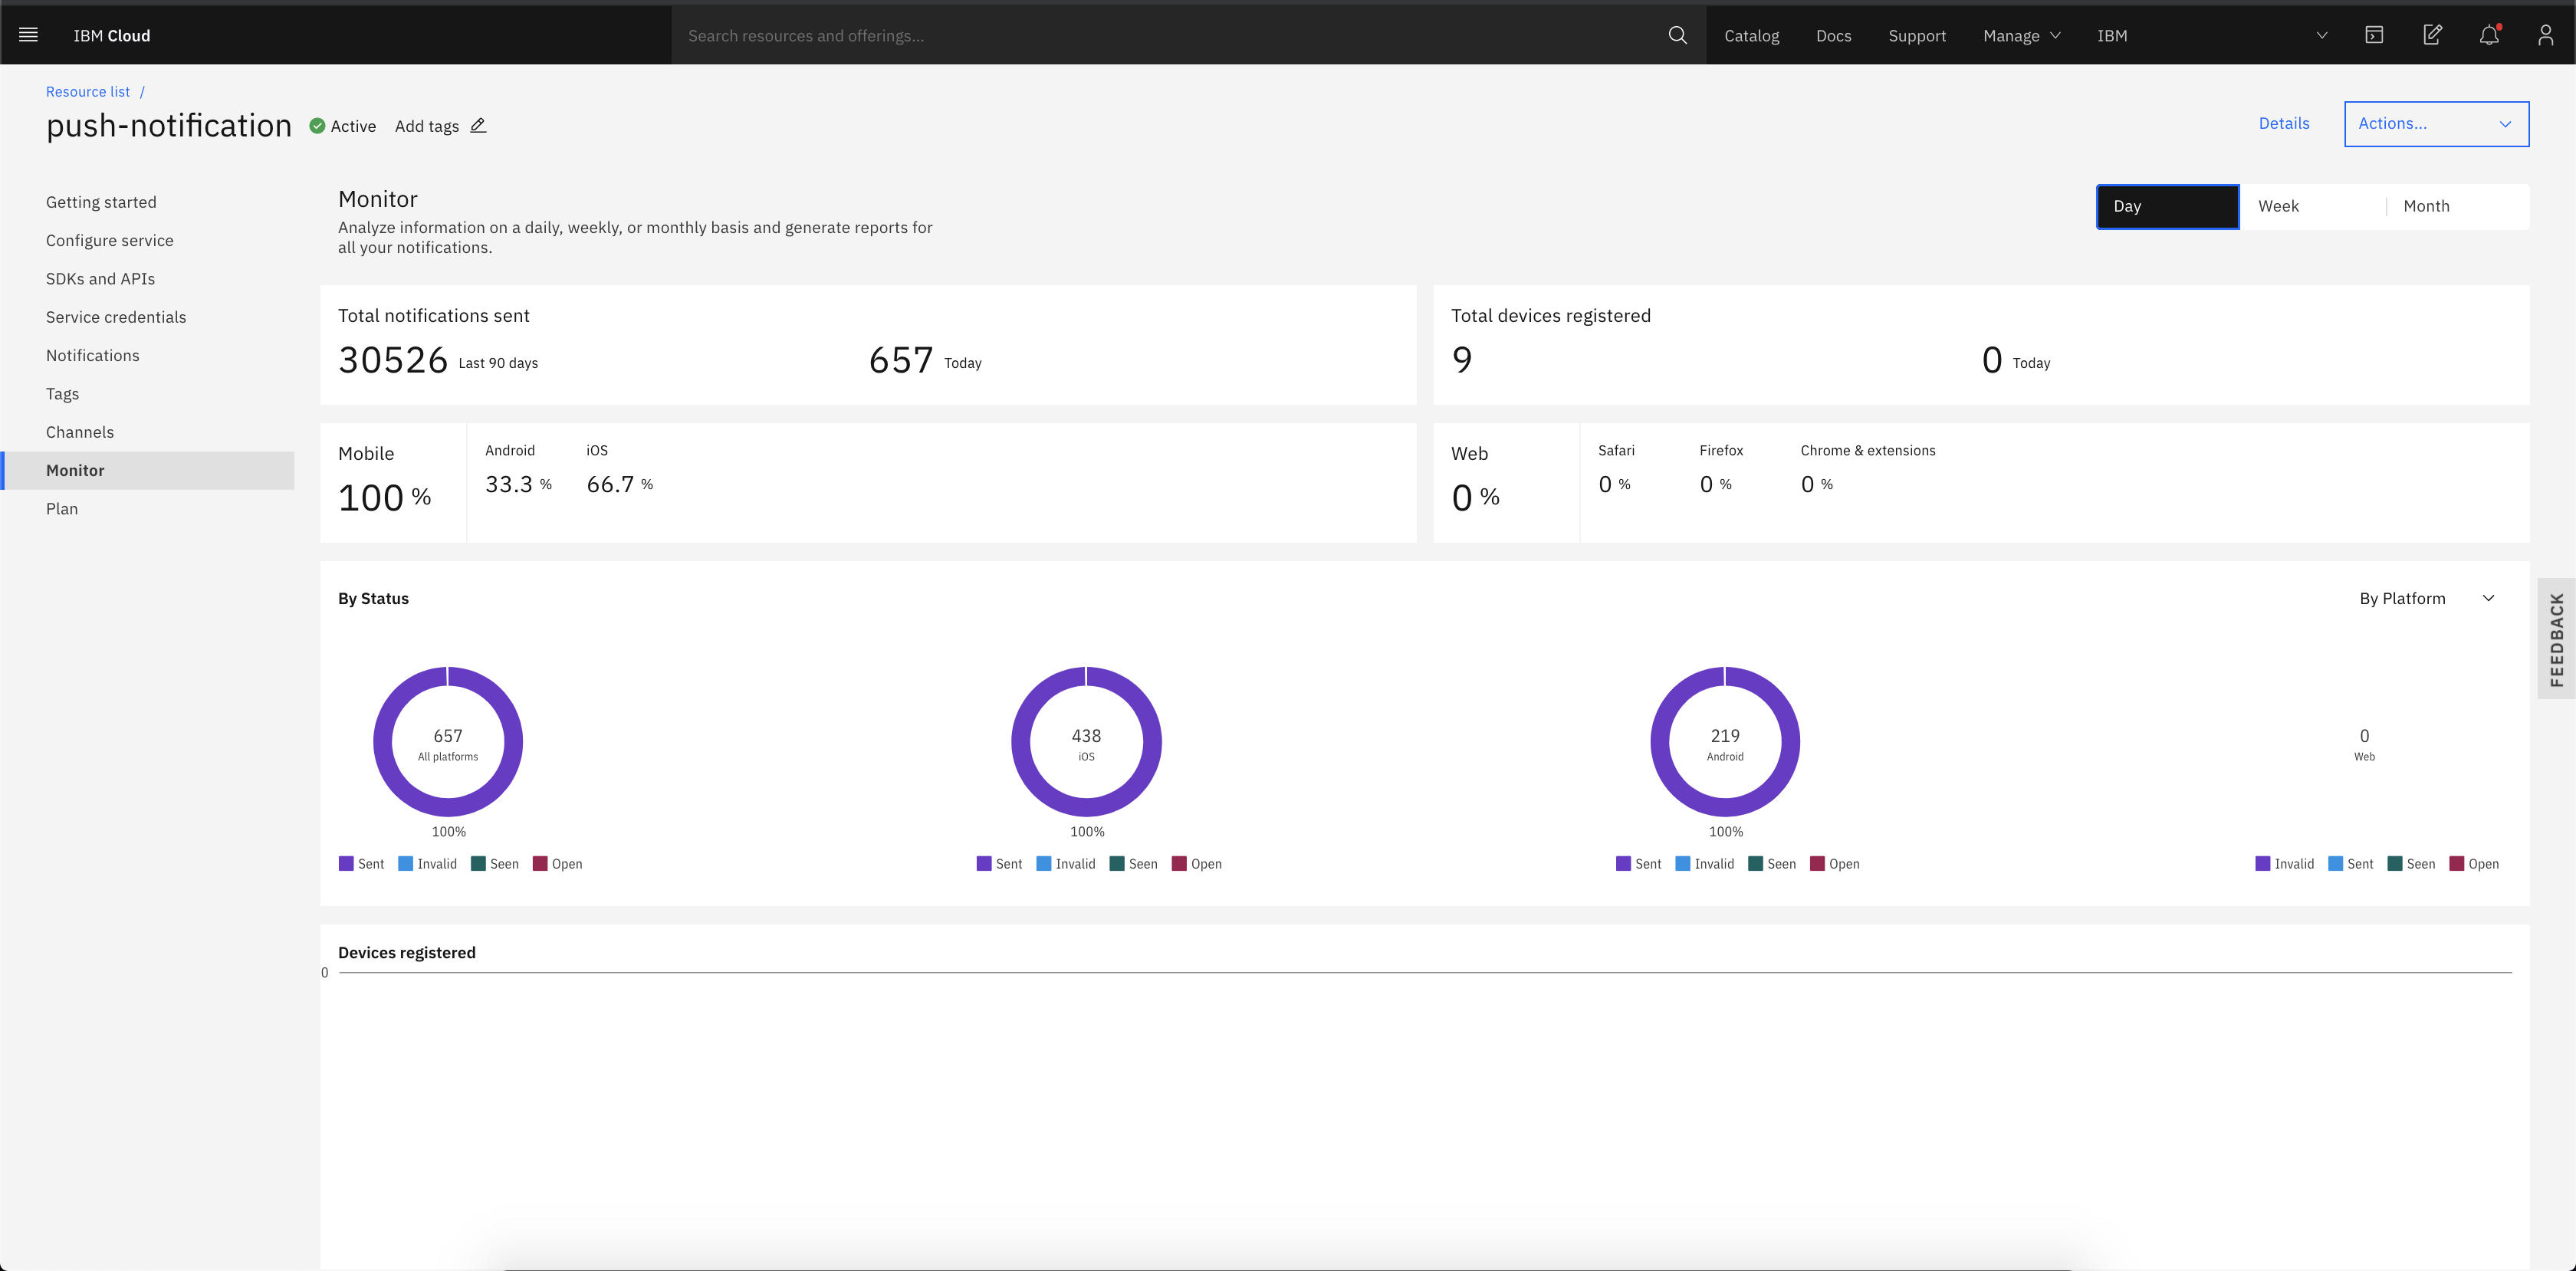 IBM Cloud
Search resources and offerings...
Catalog
Docs
Support
Manage
IBM
Resource list /
push-notification
Active
Add tags
Details
Actions...
Getting started
Configure service
SDKs and APIs
Service credentials
Notifications
Tags
Channels
Monitor
Plan
Monitor
Analyze information on a daily, weekly, or monthly basis and generate reports for
all your notifications.
Day
Week
Month
Total notifications sent
30526 Last 90 days
657 Today
Total devices registered
9
0 Today
Mobile
100 %
Android
33.3 %
iOS
66.7 %
Web
0 %
Safari
0 %
Firefox
0 %
Chrome & extensions
0 %
By Status
By Platform
657
All platforms
100%
Sent Invalid Seen Open
438
iOS
100%
Sent Invalid Seen Open
219
Android
100%
Sent Invalid Seen Open
0
Web
Invalid Sent Seen Open
FEEDBACK
Devices registered
0